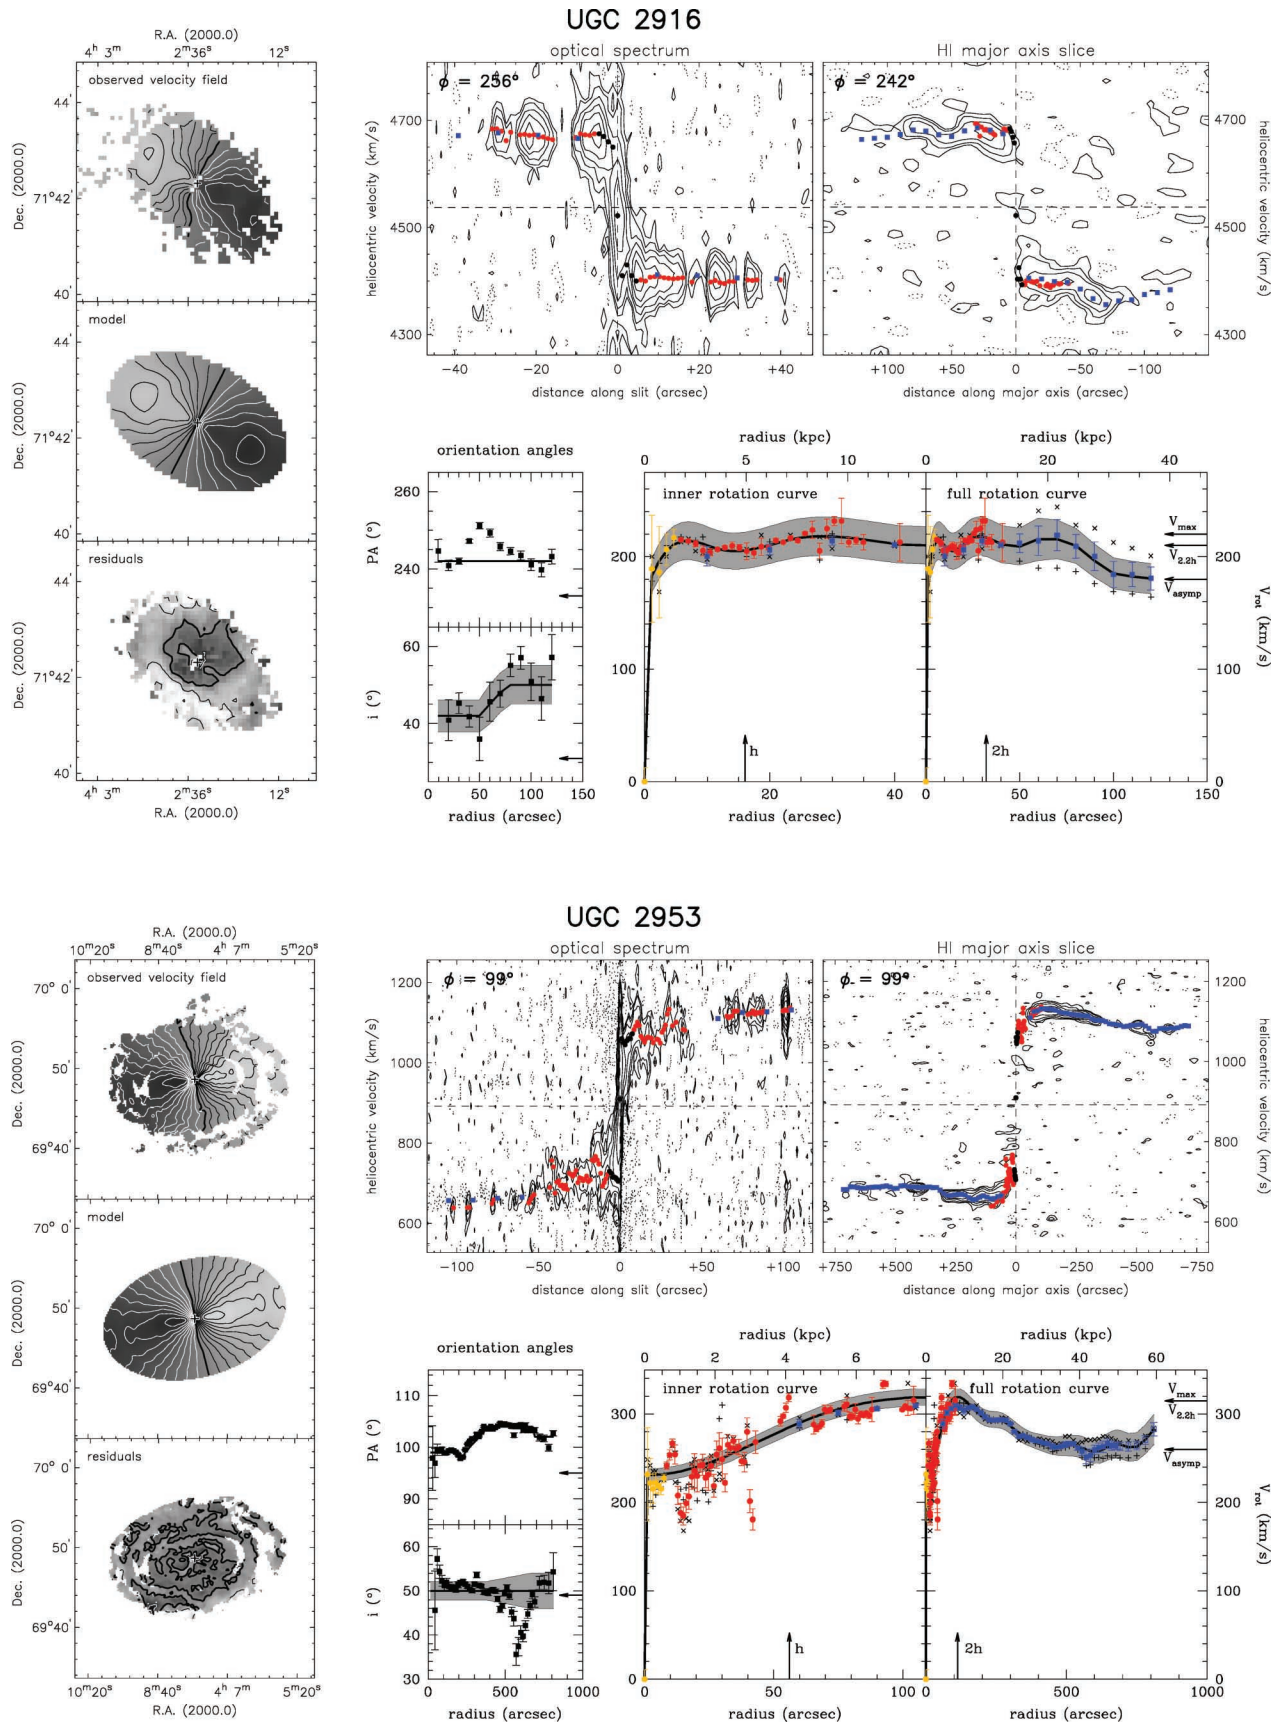 UGC 2916
R.A. (2000.0)
4ʰ 3ᵐ 2ᵐ36ˢ 12ˢ
observed velocity field
44'
71°42'
40'
Dec. (2000.0)
model
44'
71°42'
40'
Dec. (2000.0)
residuals
44'
71°42'
40'
Dec. (2000.0)
4ʰ 3ᵐ 2ᵐ36ˢ 12ˢ
R.A. (2000.0)
optical spectrum
ϕ = 256°
4700
4500
4300
heliocentric velocity (km/s)
−40 −20 0 +20 +40
distance along slit (arcsec)
HI major axis slice
ϕ = 242°
4700
4500
4300
heliocentric velocity (km/s)
+100 +50 0 −50 −100
distance along major axis (arcsec)
orientation angles
260
240
PA (°)
60
40
i (°)
0 50 100 150
radius (arcsec)
radius (kpc)
0 5 10
inner rotation curve
200
100
0
h
0 20 40
radius (arcsec)
radius (kpc)
0 10 20 30 40
full rotation curve
Vmax
V2.2h
Vasymp
200
100
0
Vrot (km/s)
2h
0 50 100 150
radius (arcsec)
UGC 2953
R.A. (2000.0)
10ᵐ20ˢ 8ᵐ40ˢ 4ʰ 7ᵐ 5ᵐ20ˢ
observed velocity field
70° 0'
50'
69°40'
Dec. (2000.0)
model
70° 0'
50'
69°40'
Dec. (2000.0)
residuals
70° 0'
50'
69°40'
Dec. (2000.0)
10ᵐ20ˢ 8ᵐ40ˢ 4ʰ 7ᵐ 5ᵐ20ˢ
R.A. (2000.0)
optical spectrum
ϕ = 99°
1200
1000
800
600
heliocentric velocity (km/s)
−100 −50 0 +50 +100
distance along slit (arcsec)
HI major axis slice
ϕ = 99°
1200
1000
800
600
heliocentric velocity (km/s)
+750 +500 +250 0 −250 −500 −750
distance along major axis (arcsec)
orientation angles
110
100
90
PA (°)
60
50
40
30
i (°)
0 500 1000
radius (arcsec)
radius (kpc)
0 2 4 6
inner rotation curve
300
200
100
0
h
0 50 100
radius (arcsec)
radius (kpc)
0 10 20 30 40 50 60
full rotation curve
Vmax
V2.2h
Vasymp
300
200
100
0
Vrot (km/s)
2h
0 500 1000
radius (arcsec)